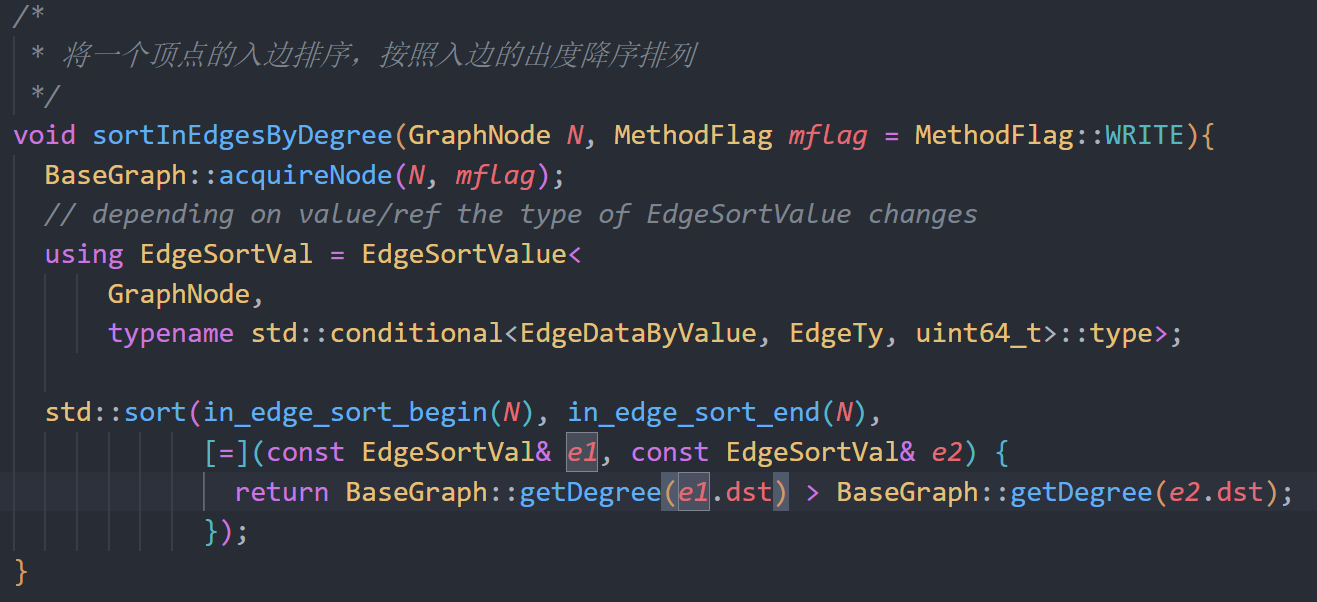 /*
 * 将一个顶点的入边排序，按照入边的出度降序排列
 */
void sortInEdgesByDegree(GraphNode N, MethodFlag mflag = MethodFlag::WRITE){
  BaseGraph::acquireNode(N, mflag);
  // depending on value/ref the type of EdgeSortValue changes
  using EdgeSortVal = EdgeSortValue<
      GraphNode,
      typename std::conditional<EdgeDataByValue, EdgeTy, uint64_t>::type>;

  std::sort(in_edge_sort_begin(N), in_edge_sort_end(N),
            [=](const EdgeSortVal& e1, const EdgeSortVal& e2) {
              return BaseGraph::getDegree(e1.dst) > BaseGraph::getDegree(e2.dst);
            });
}